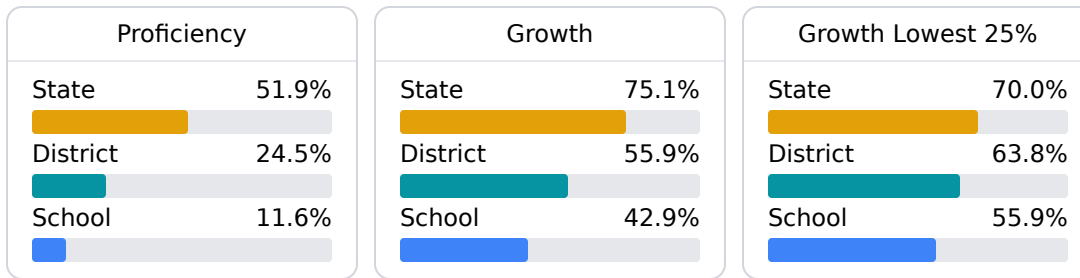 Proficiency
State 51.9%
District 24.5%
School 11.6%
Growth
State 75.1%
District 55.9%
School 42.9%
Growth Lowest 25%
State 70.0%
District 63.8%
School 55.9%